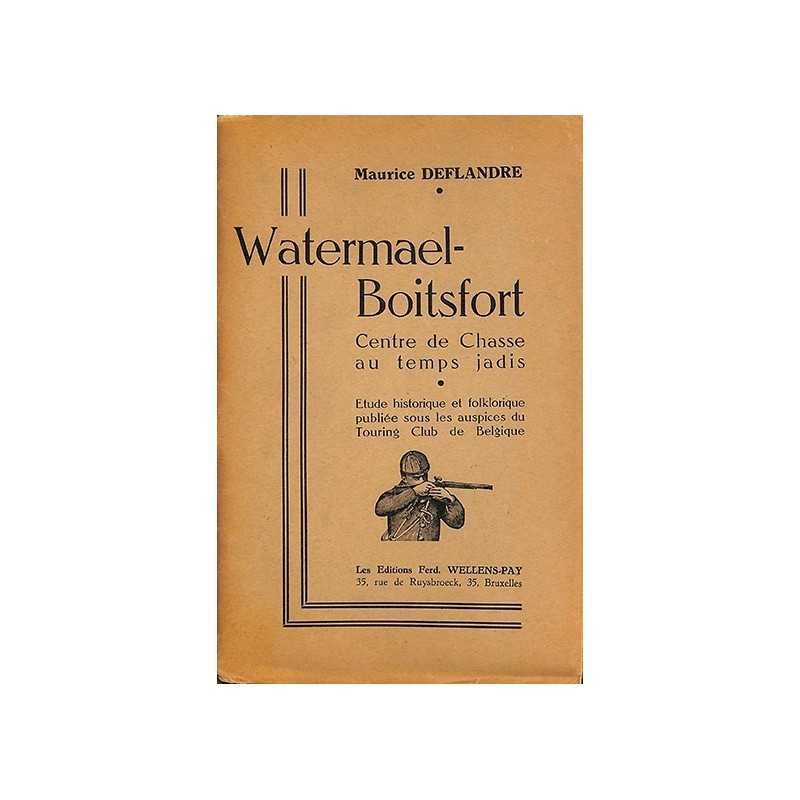 Maurice DEFLANDRE
Watermael-
Boitsfort
Centre de Chasse
au temps jadis
Etude historique et folklorique
publiée sous les auspices du
Touring Club de Belgique
Les Editions Ferd. WELLENS-PAY
35, rue de Ruysbroeck, 35, Bruxelles